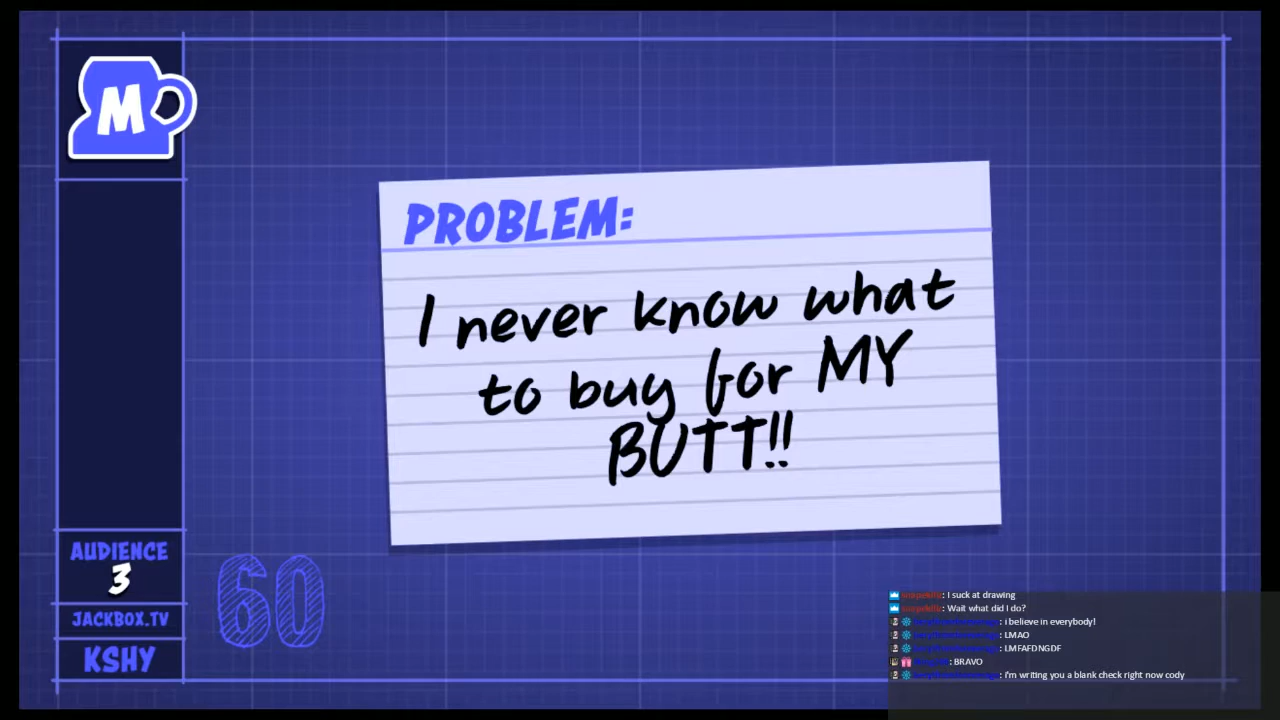 M
PROBLEM:
I never know what
to buy for MY
BUTT!!
AUDIENCE
3
JACKBOX.TV
KSHY
60
: I suck at drawing
: Wait what did I do?
: i believe in everybody!
: LMAO
: LMFAFDNGDF
: BRAVO
: i'm writing you a blank check right now cody